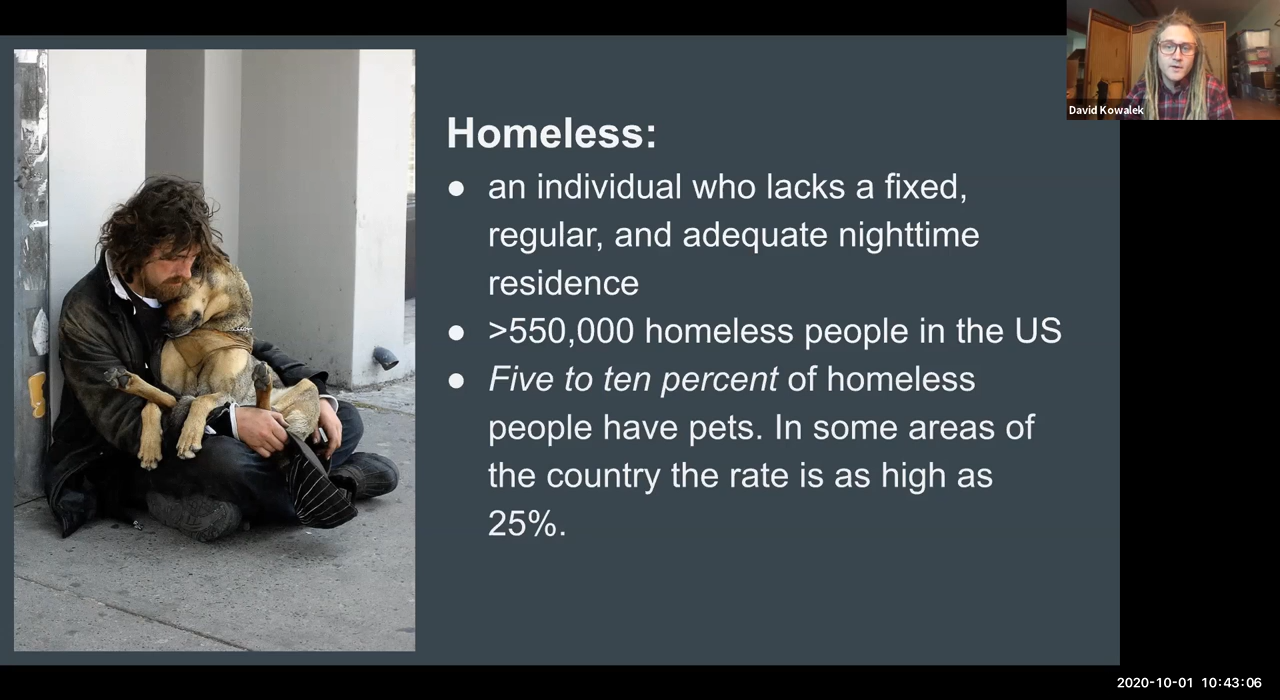 David Kowalek
Homeless:
● an individual who lacks a fixed,
regular, and adequate nighttime
residence
● >550,000 homeless people in the US
● Five to ten percent of homeless
people have pets. In some areas of
the country the rate is as high as
25%.
2020-10-01 10:43:06